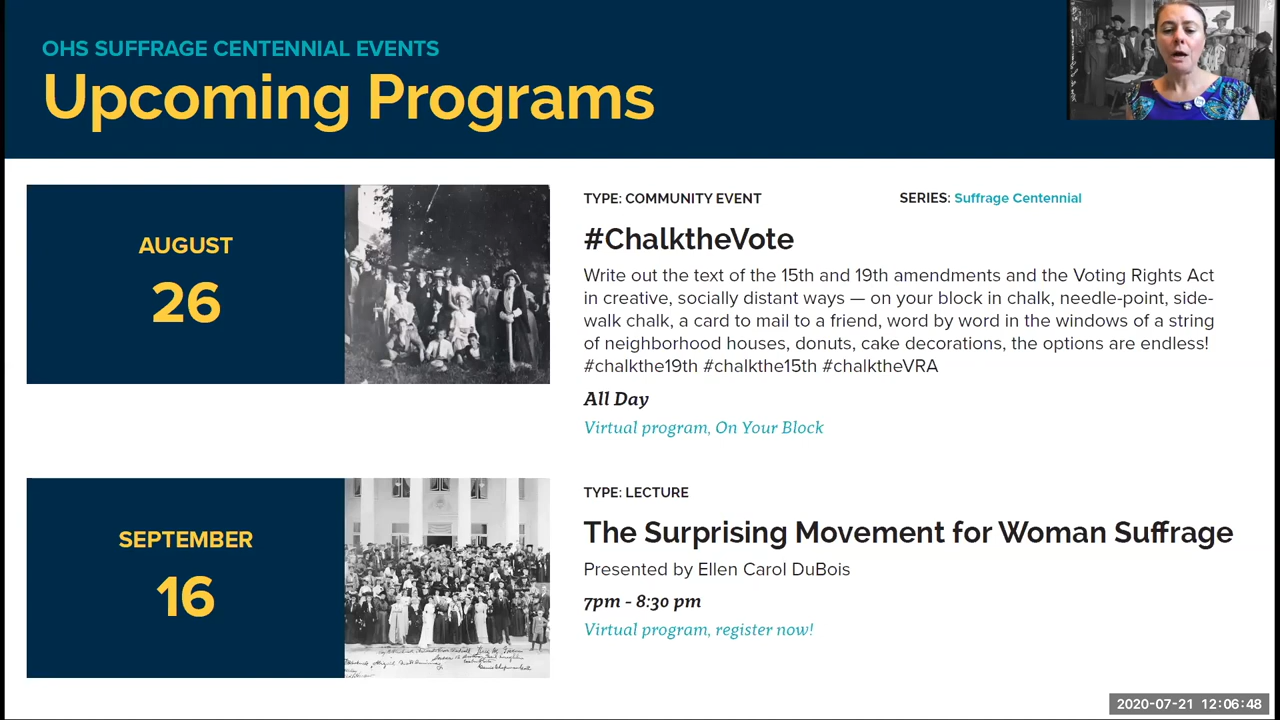 OHS SUFFRAGE CENTENNIAL EVENTS
Upcoming Programs
AUGUST
26
TYPE: COMMUNITY EVENT
SERIES: Suffrage Centennial
#ChalktheVote
Write out the text of the 15th and 19th amendments and the Voting Rights Act
in creative, socially distant ways — on your block in chalk, needle-point, side-
walk chalk, a card to mail to a friend, word by word in the windows of a string
of neighborhood houses, donuts, cake decorations, the options are endless!
#chalkthe19th #chalkthe15th #chalktheVRA
All Day
Virtual program, On Your Block
SEPTEMBER
16
TYPE: LECTURE
The Surprising Movement for Woman Suffrage
Presented by Ellen Carol DuBois
7pm - 8:30 pm
Virtual program, register now!
2020-07-21 12:06:48